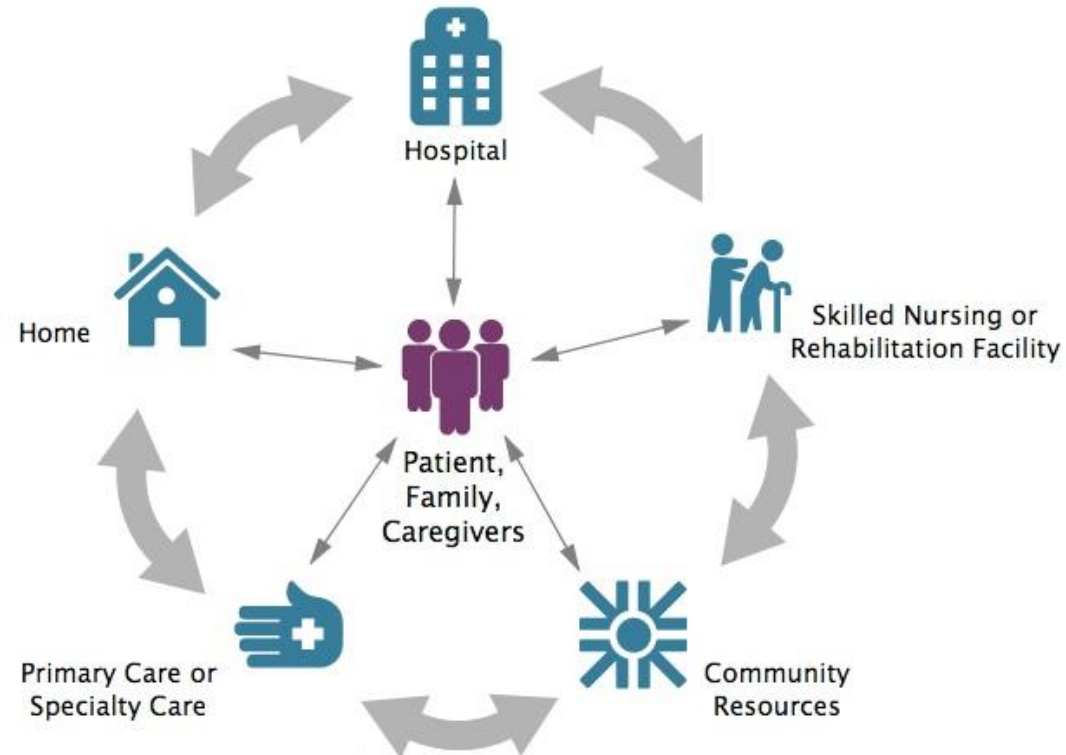 Hospital
Home
Skilled Nursing or
Rehabilitation Facility
Patient,
Family,
Caregivers
Primary Care or
Specialty Care
Community
Resources